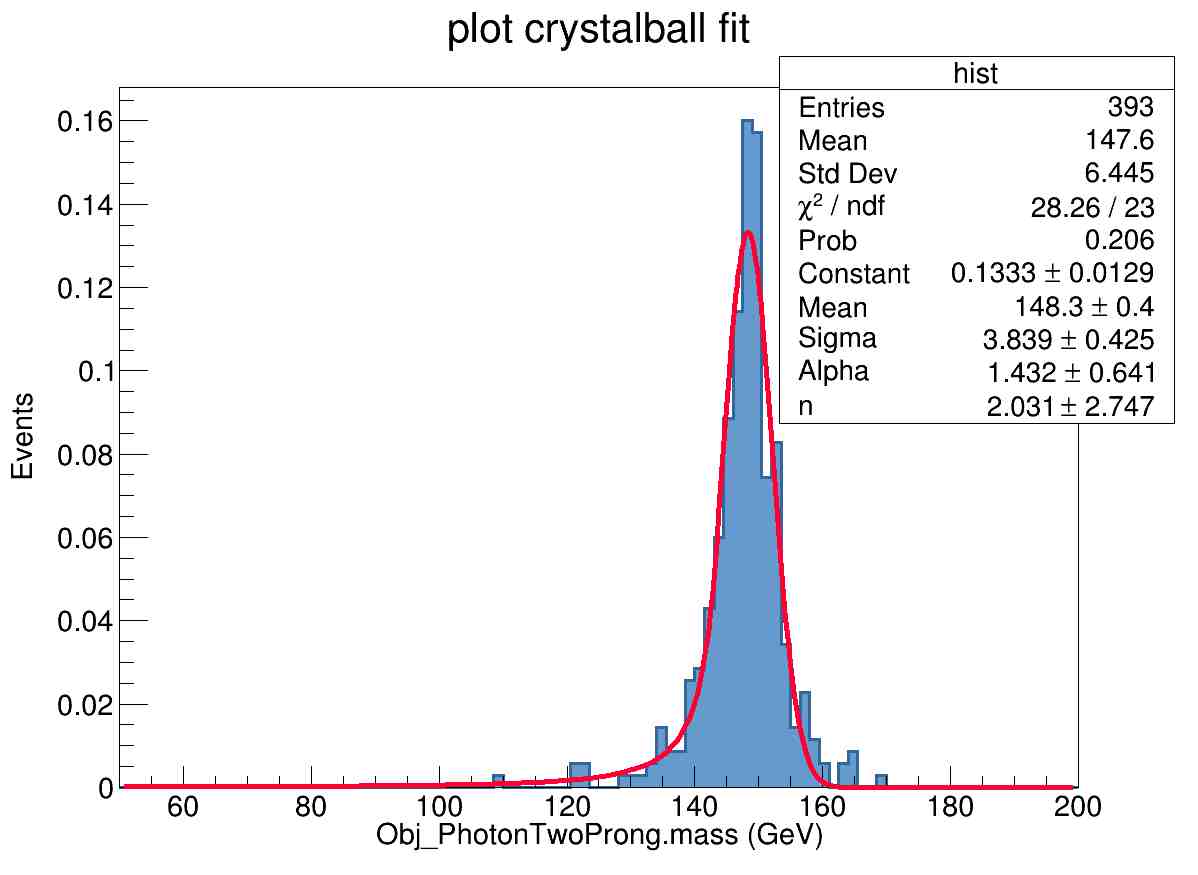 plot crystalball fit
hist
Entries 393
Mean 147.6
Std Dev 6.445
χ² / ndf 28.26 / 23
Prob 0.206
Constant 0.1333 ± 0.0129
Mean 148.3 ± 0.4
Sigma 3.839 ± 0.425
Alpha 1.432 ± 0.641
n 2.031 ± 2.747
Events
0.16
0.14
0.12
0.1
0.08
0.06
0.04
0.02
0
60 80 100 120 140 160 180 200
Obj_PhotonTwoProng.mass (GeV)